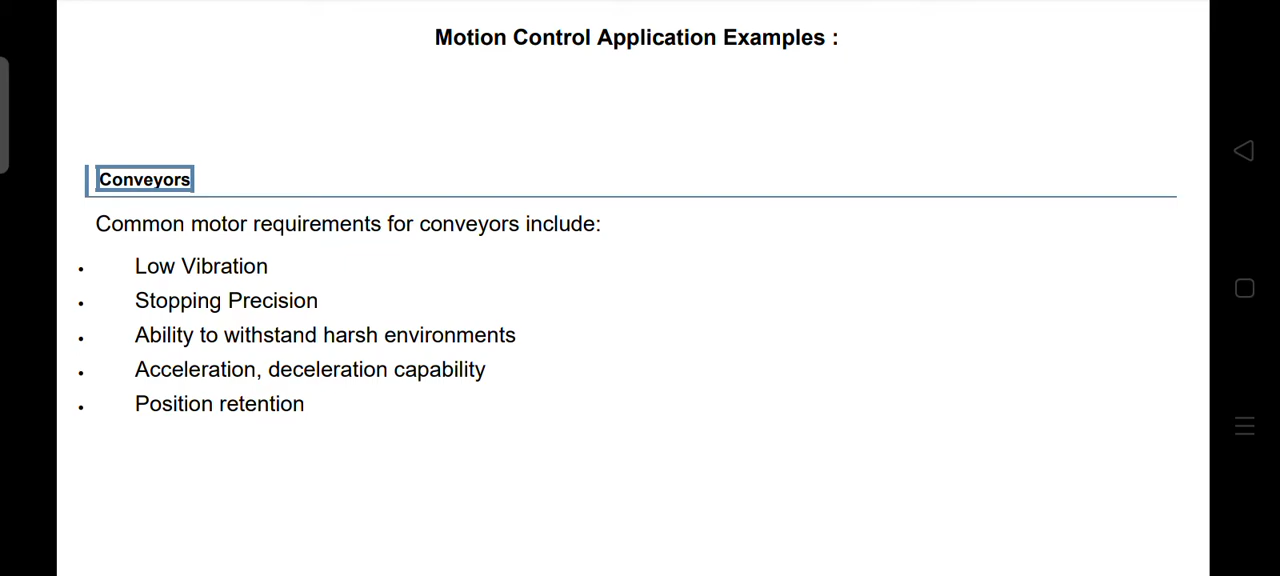 Motion Control Application Examples :
Conveyors
Common motor requirements for conveyors include:
• Low Vibration
• Stopping Precision
• Ability to withstand harsh environments
• Acceleration, deceleration capability
• Position retention